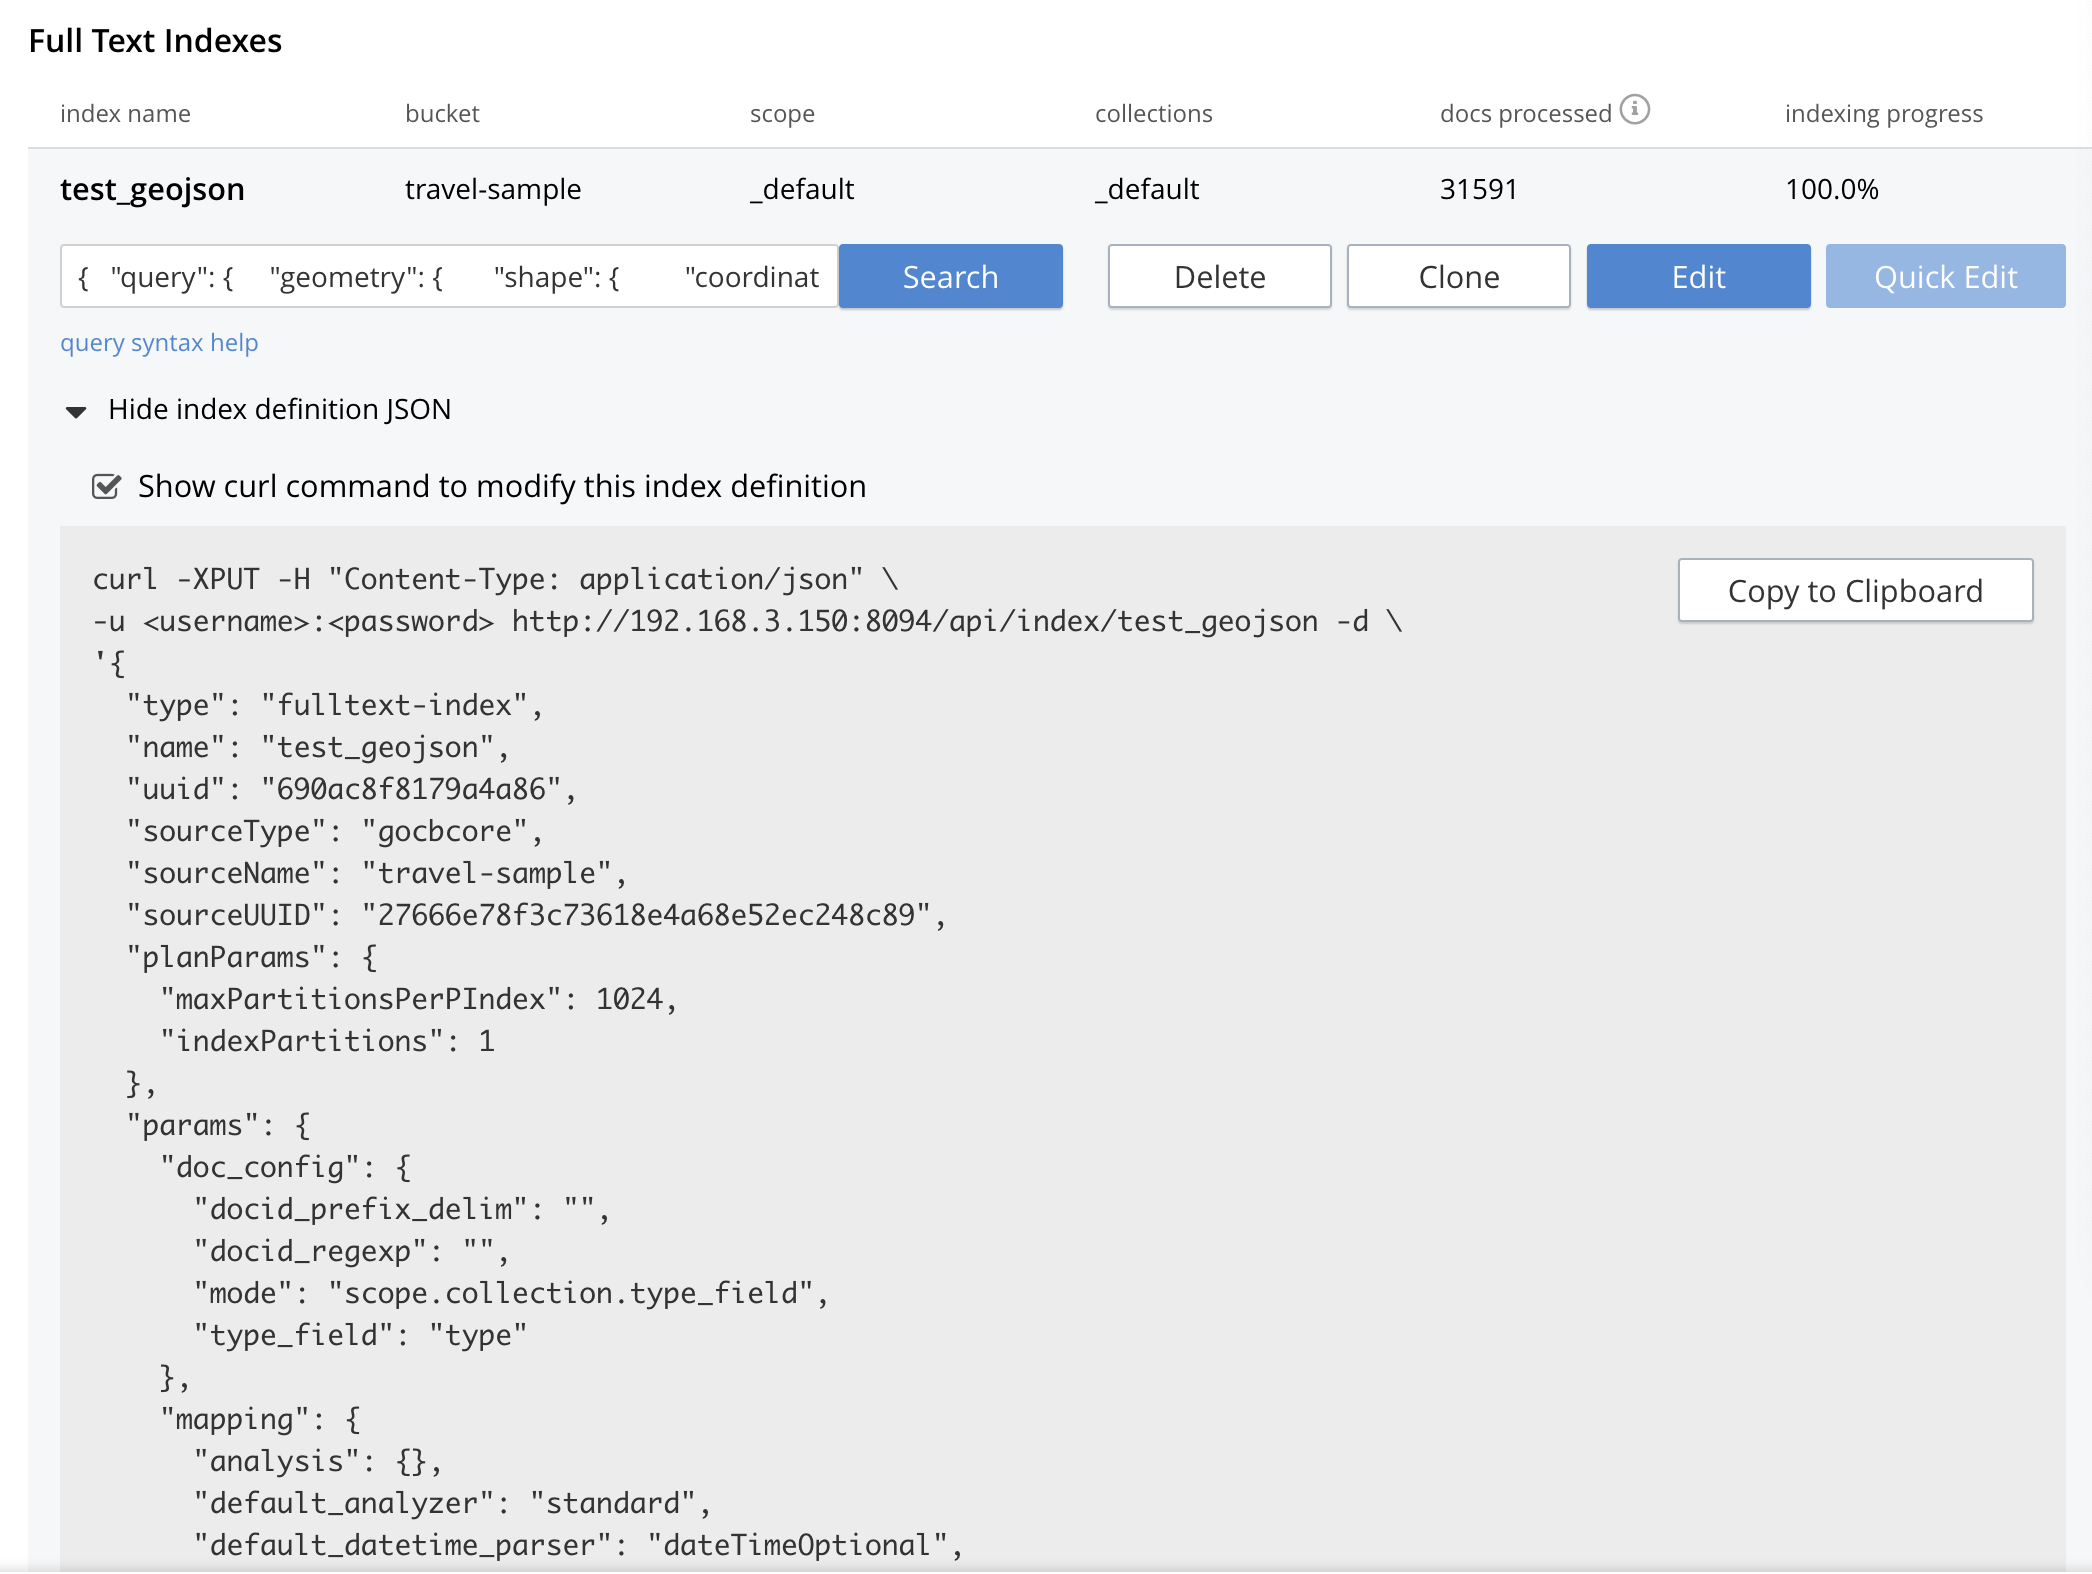 Full Text Indexes
index name bucket scope collections docs processed indexing progress
test_geojson travel-sample _default _default 31591 100.0%
{ "query": { "geometry": { "shape": { "coordinat Search Delete Clone Edit Quick Edit
query syntax help
Hide index definition JSON
Show curl command to modify this index definition
Copy to Clipboard
curl -XPUT -H "Content-Type: application/json" \
-u <username>:<password> http://192.168.3.150:8094/api/index/test_geojson -d \
'{
  "type": "fulltext-index",
  "name": "test_geojson",
  "uuid": "690ac8f8179a4a86",
  "sourceType": "gocbcore",
  "sourceName": "travel-sample",
  "sourceUUID": "27666e78f3c73618e4a68e52ec248c89",
  "planParams": {
    "maxPartitionsPerPIndex": 1024,
    "indexPartitions": 1
  },
  "params": {
    "doc_config": {
      "docid_prefix_delim": "",
      "docid_regexp": "",
      "mode": "scope.collection.type_field",
      "type_field": "type"
    },
    "mapping": {
      "analysis": {},
      "default_analyzer": "standard",
      "default_datetime_parser": "dateTimeOptional",